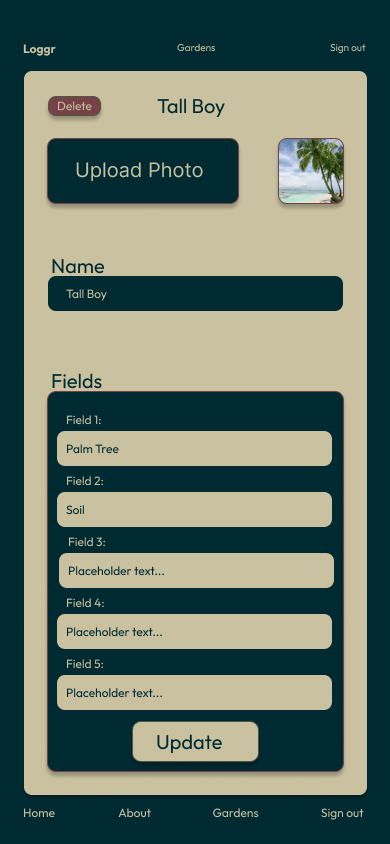 Loggr Gardens Sign out
Delete Tall Boy
Upload Photo
Name
Tall Boy
Fields
Field 1:
Palm Tree
Field 2:
Soil
Field 3:
Placeholder text...
Field 4:
Placeholder text...
Field 5:
Placeholder text...
Update
Home About Gardens Sign out